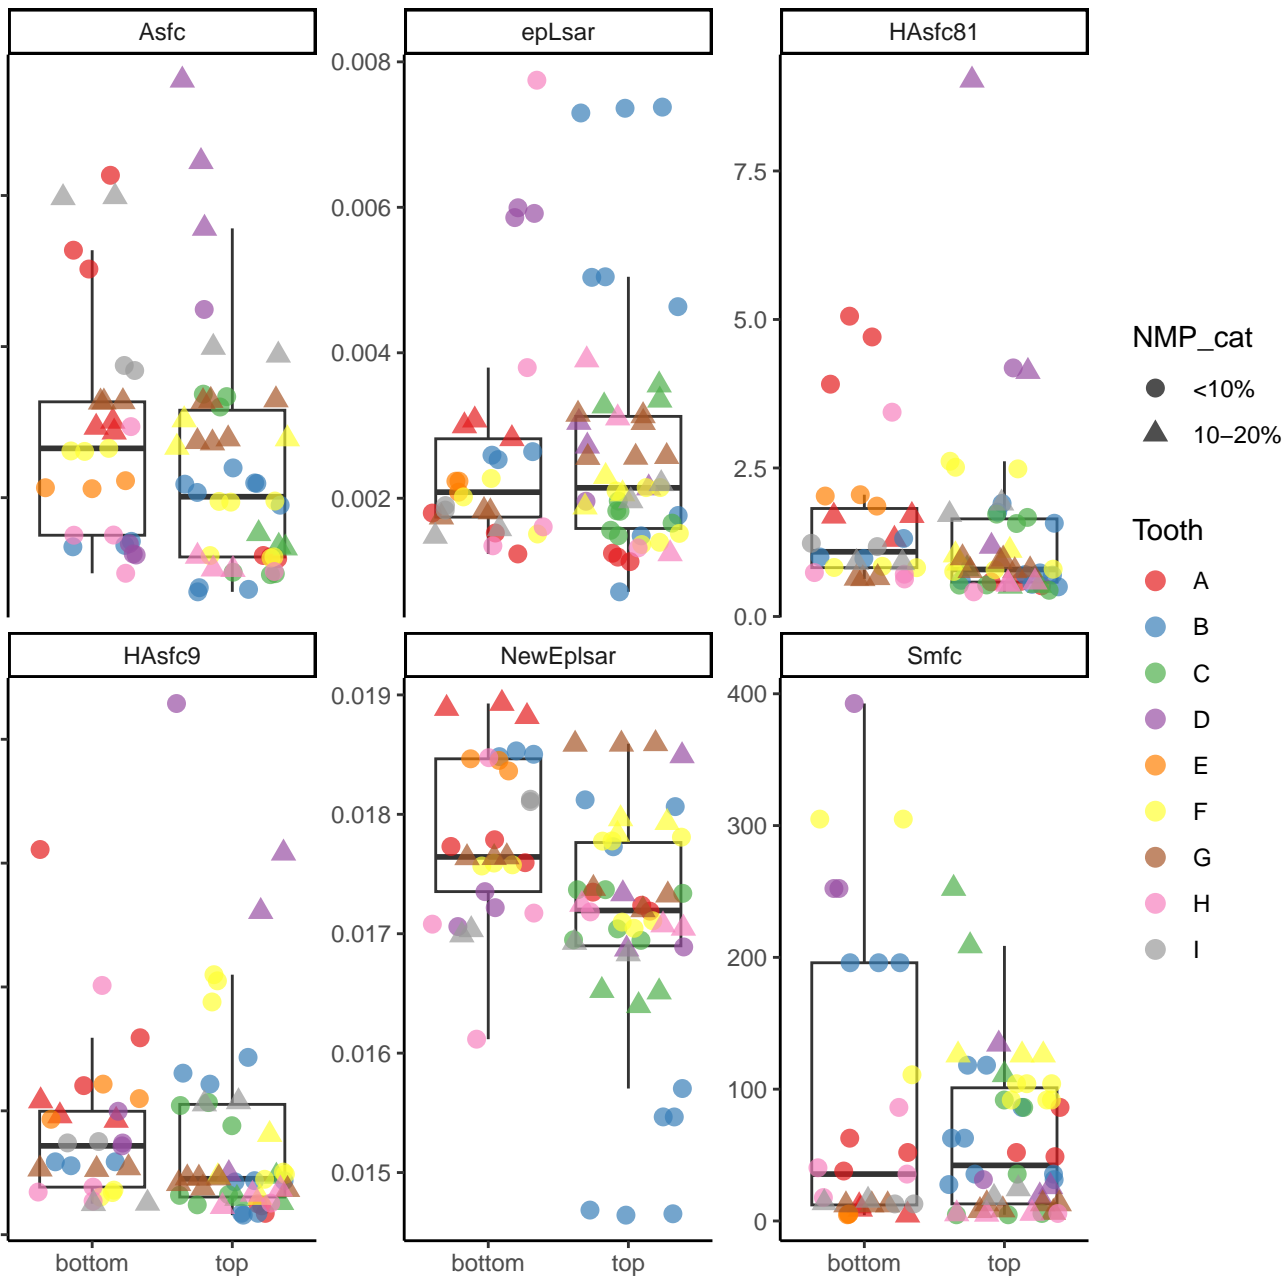 Asfc
epLsar
HAsfc81
0.008
0.006
0.004
0.002
7.5
5.0
2.5
0.0
HAsfc9
NewEplsar
Smfc
0.019
0.018
0.017
0.016
0.015
400
300
200
100
0
bottom
top
bottom
top
bottom
top
NMP_cat
<10%
10–20%
Tooth
A
B
C
D
E
F
G
H
I